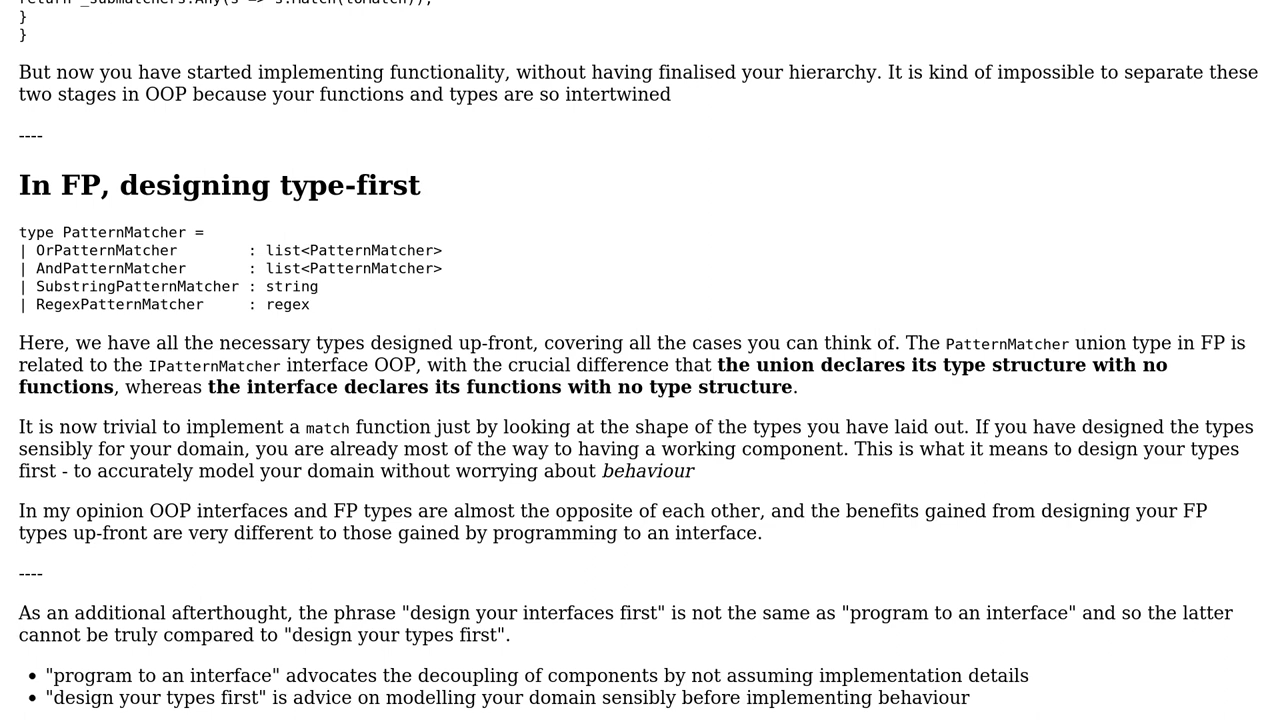 return _submatchers.Any(s => s.Match(toMatch));
}
}
But now you have started implementing functionality, without having finalised your hierarchy. It is kind of impossible to separate these
two stages in OOP because your functions and types are so intertwined
----
In FP, designing type-first
type PatternMatcher =
| OrPatternMatcher        : list<PatternMatcher>
| AndPatternMatcher       : list<PatternMatcher>
| SubstringPatternMatcher : string
| RegexPatternMatcher     : regex
Here, we have all the necessary types designed up-front, covering all the cases you can think of. The PatternMatcher union type in FP is
related to the IPatternMatcher interface OOP, with the crucial difference that the union declares its type structure with no
functions, whereas the interface declares its functions with no type structure.
It is now trivial to implement a match function just by looking at the shape of the types you have laid out. If you have designed the types
sensibly for your domain, you are already most of the way to having a working component. This is what it means to design your types
first - to accurately model your domain without worrying about behaviour
In my opinion OOP interfaces and FP types are almost the opposite of each other, and the benefits gained from designing your FP
types up-front are very different to those gained by programming to an interface.
----
As an additional afterthought, the phrase "design your interfaces first" is not the same as "program to an interface" and so the latter
cannot be truly compared to "design your types first".
• "program to an interface" advocates the decoupling of components by not assuming implementation details
• "design your types first" is advice on modelling your domain sensibly before implementing behaviour